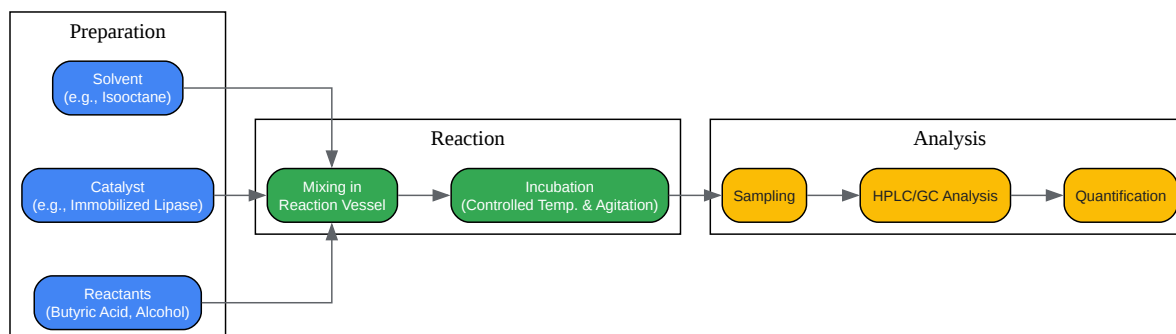 Preparation
Solvent
(e.g., Isooctane)
Catalyst
(e.g., Immobilized Lipase)
Reactants
(Butyric Acid, Alcohol)
Reaction
Mixing in
Reaction Vessel
Incubation
(Controlled Temp. & Agitation)
Analysis
Sampling
HPLC/GC Analysis
Quantification